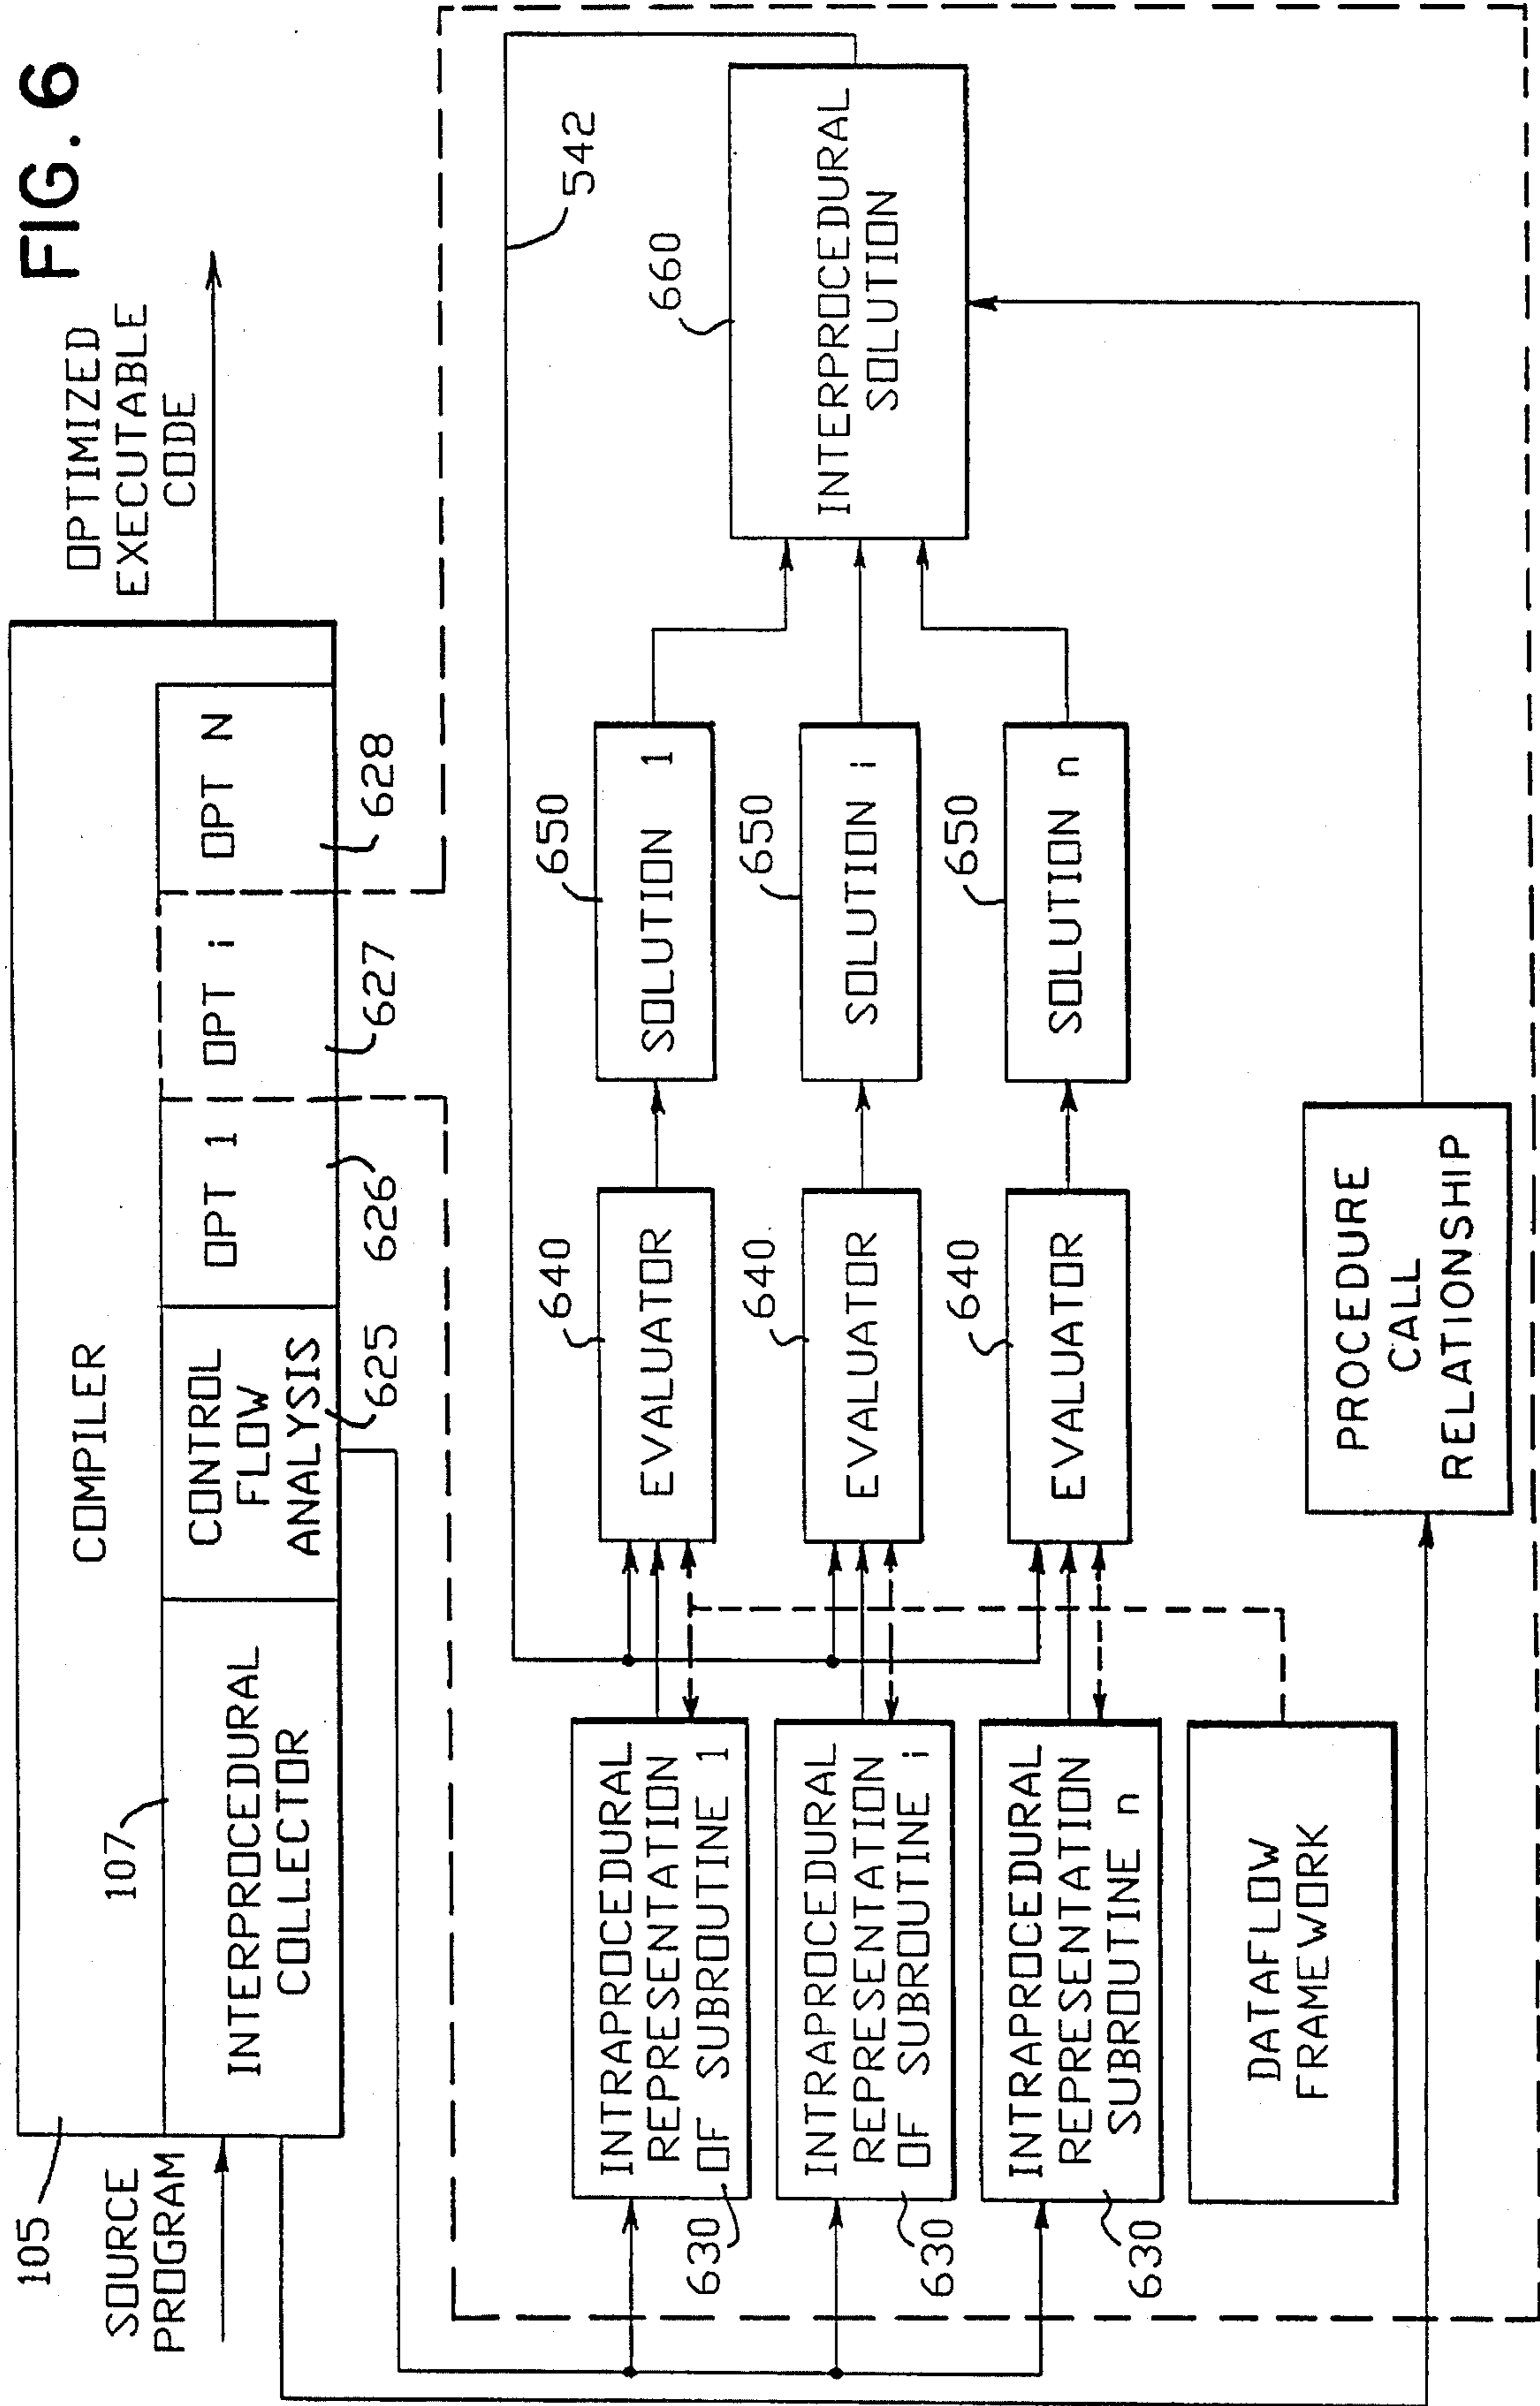 FIG. 6
105
SOURCE
PROGRAM
COMPILER
107
INTERPROCEDURAL
COLLECTOR
CONTROL
FLOW
ANALYSIS
625
OPT 1
626
OPT i
627
OPT N
628
OPTIMIZED
EXECUTABLE
CODE
542
INTRAPROCEDURAL
REPRESENTATION
OF SUBROUTINE 1
630
EVALUATOR
640
SOLUTION 1
650
INTRAPROCEDURAL
REPRESENTATION
OF SUBROUTINE i
630
EVALUATOR
640
SOLUTION i
650
INTRAPROCEDURAL
REPRESENTATION
SUBROUTINE n
630
EVALUATOR
640
SOLUTION n
650
INTERPROCEDURAL
SOLUTION
660
DATAFLOW
FRAMEWORK
PROCEDURE
CALL
RELATIONSHIP